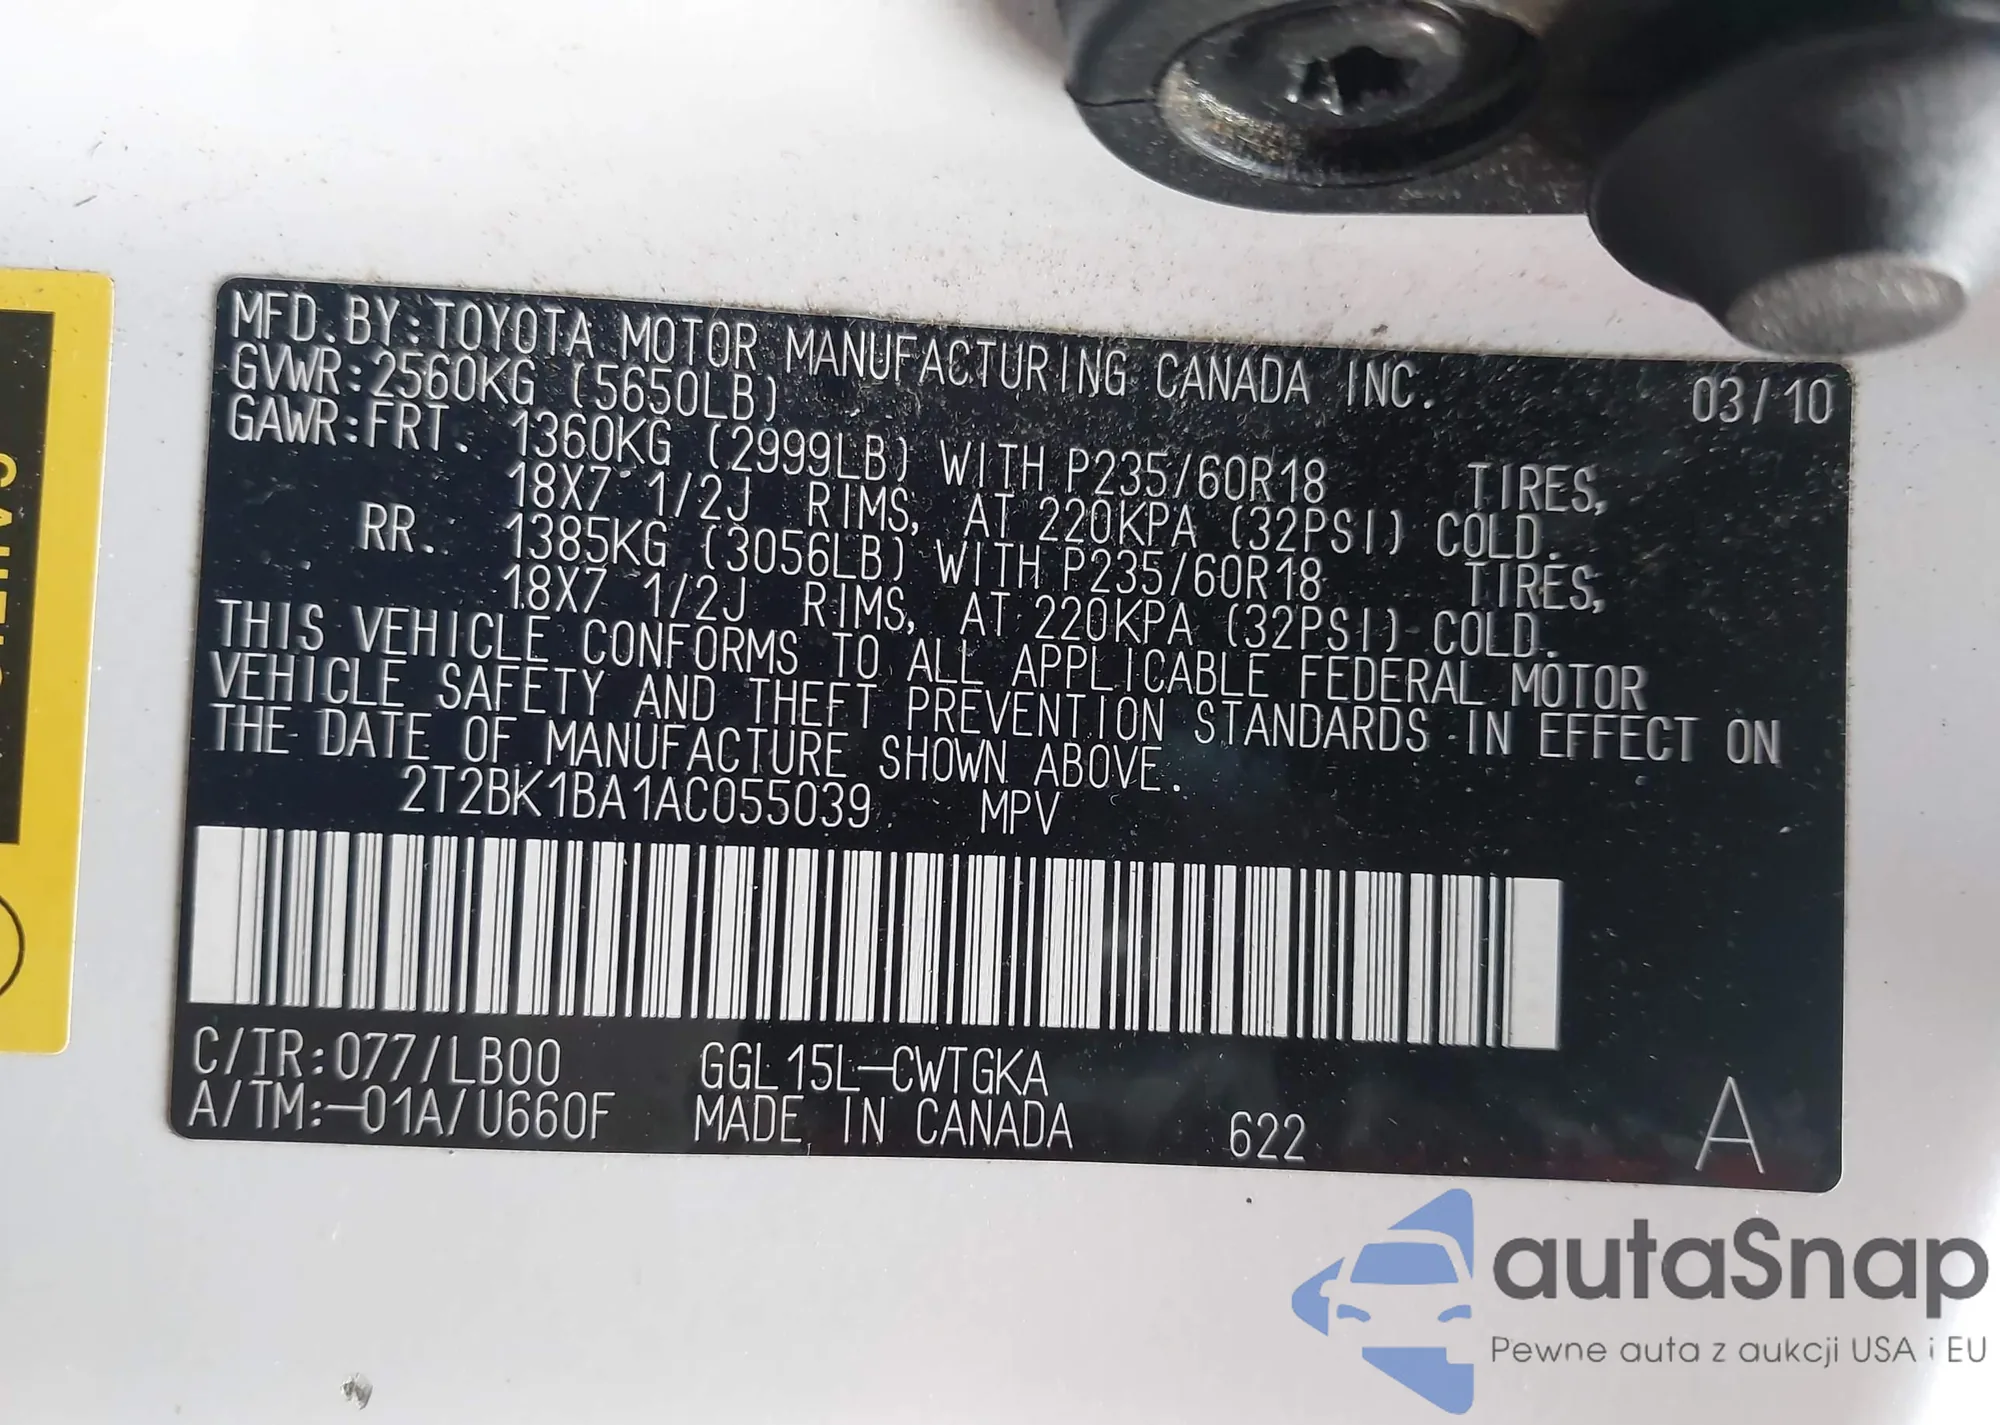 MFD. BY: TOYOTA MOTOR MANUFACTURING CANADA INC. 03/10
GVWR: 2560KG (5650LB)
GAWR: FRT. 1360KG (2999LB) WITH P235/60R18 TIRES,
18X7 1/2J RIMS, AT 220KPA (32PSI) COLD.
RR. 1385KG (3056LB) WITH P235/60R18 TIRES,
18X7 1/2J RIMS, AT 220KPA (32PSI) COLD.
THIS VEHICLE CONFORMS TO ALL APPLICABLE FEDERAL MOTOR
VEHICLE SAFETY AND THEFT PREVENTION STANDARDS IN EFFECT ON
THE DATE OF MANUFACTURE SHOWN ABOVE.
2T2BK1BA1AC055039 MPV
C/TR: 077/LB00 GGL15L-CWTGKA
A/TM: -01A/U660F MADE IN CANADA 622 A
autaSnap
Pewne auta z aukcji USA i EU